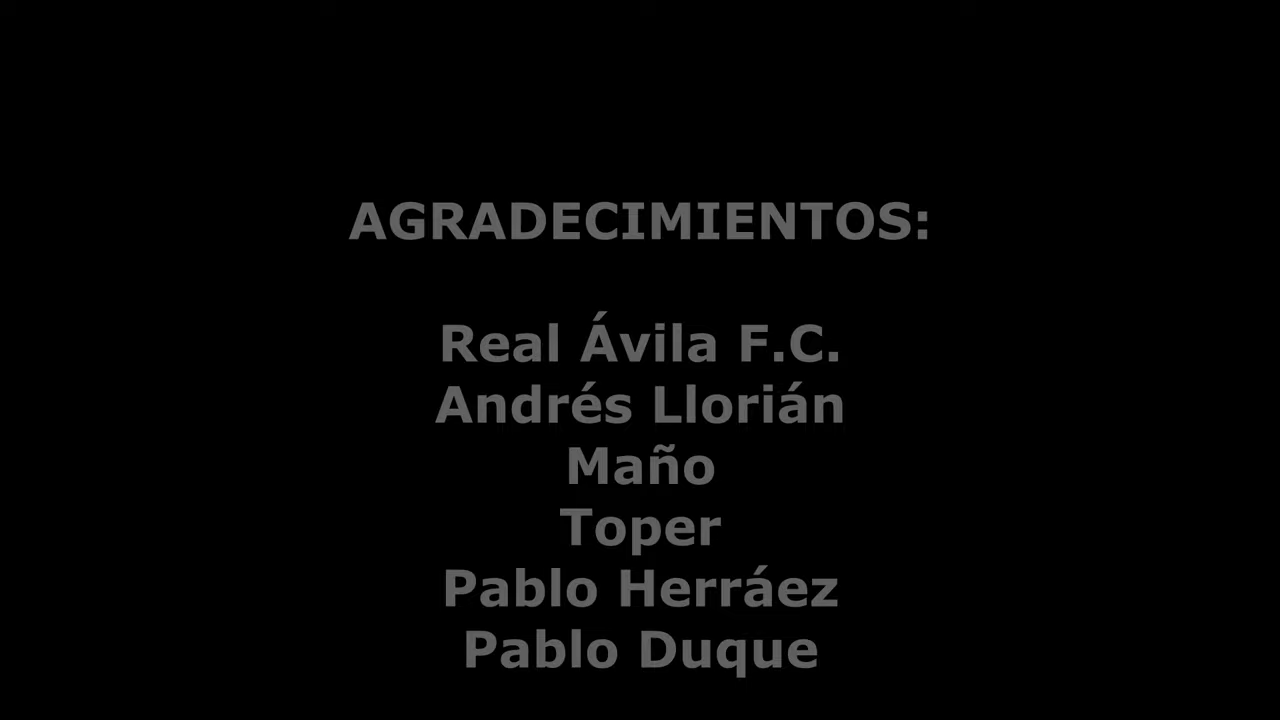 AGRADECIMIENTOS:
Real Ávila F.C.
Andrés Llorián
Maño
Toper
Pablo Herráez
Pablo Duque